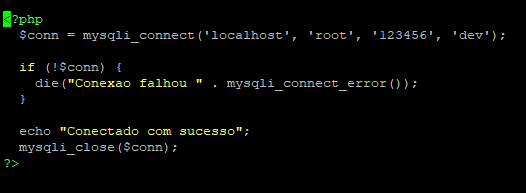 <?php
  $conn = mysqli_connect('localhost', 'root', '123456', 'dev');
  if (!$conn) {
    die("Conexao falhou " . mysqli_connect_error());
  }
  echo "Conectado com sucesso";
  mysqli_close($conn);
?>